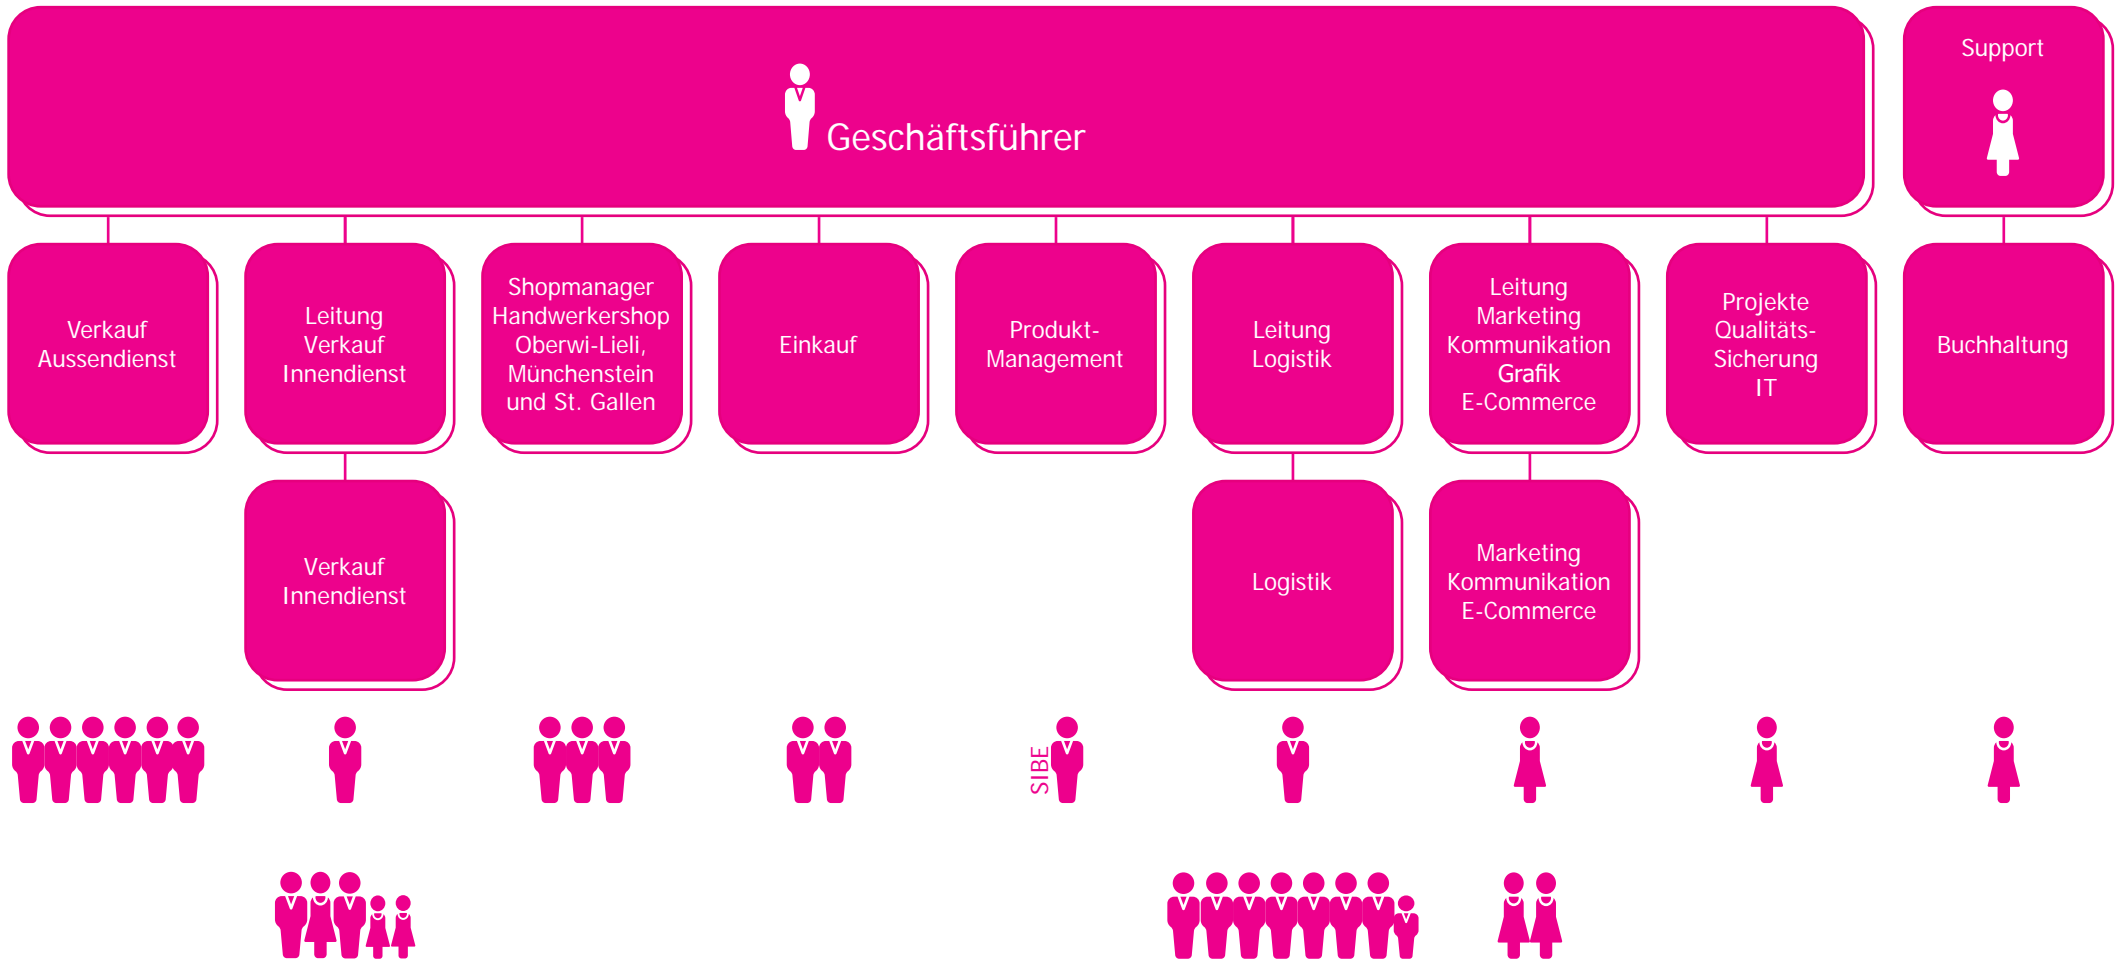 Geschäftsführer
Support
Verkauf
Aussendienst
Leitung
Verkauf
Innendienst
Shopmanager
Handwerkershop
Oberwi-Lieli,
Münchenstein
und St. Gallen
Einkauf
Produkt-
Management
Leitung
Logistik
Leitung
Marketing
Kommunikation
Grafik
E-Commerce
Projekte
Qualitäts-
Sicherung
IT
Buchhaltung
Verkauf
Innendienst
Logistik
Marketing
Kommunikation
E-Commerce
SIBE